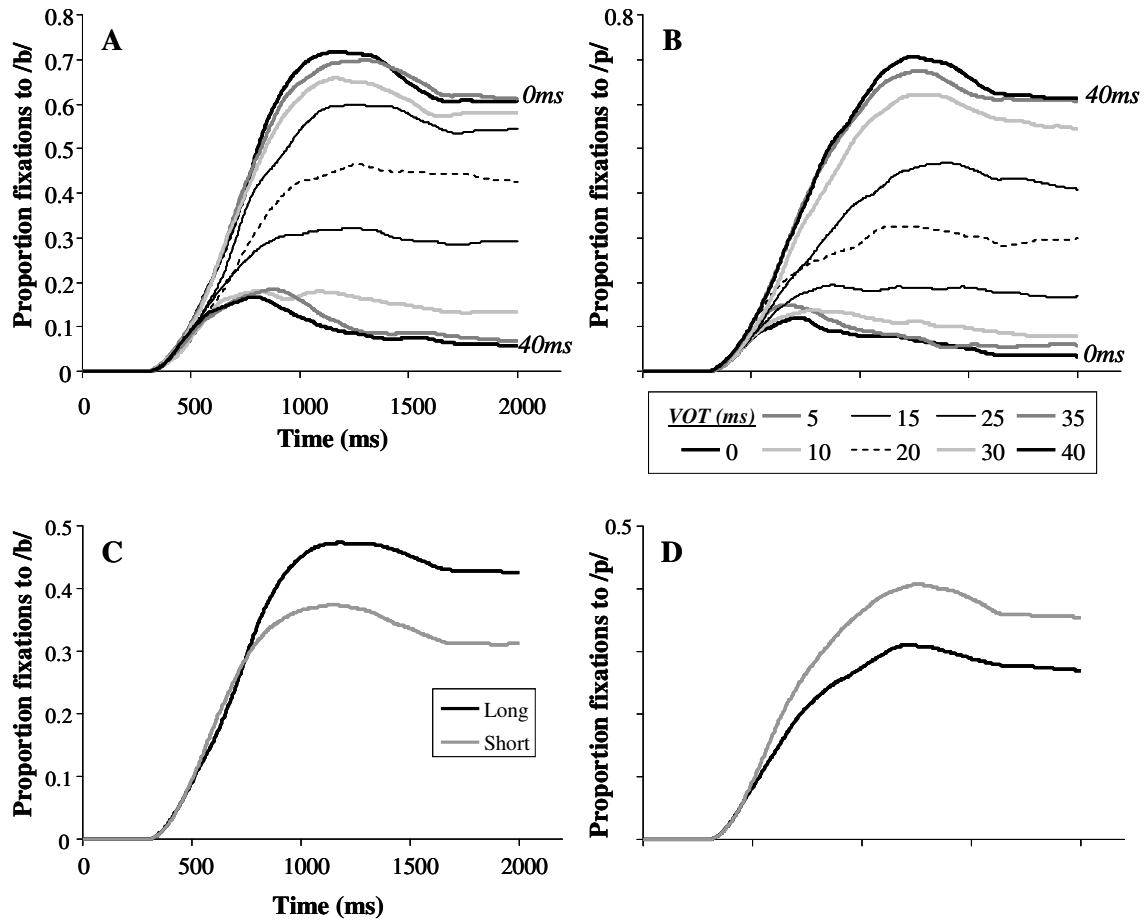 A
Proportion fixations to /b/
0.8
0.7
0.6
0.5
0.4
0.3
0.2
0.1
0
0ms
40ms
0 500 1000 1500 2000
Time (ms)
B
Proportion fixations to /p/
0.8
40ms
0ms
VOT (ms) 5 15 25 35
0 10 20 30 40
C
Proportion fixations to /b/
0.5
0.4
0.3
0.2
0.1
0
Long
Short
0 500 1000 1500 2000
Time (ms)
D
Proportion fixations to /p/
0.5